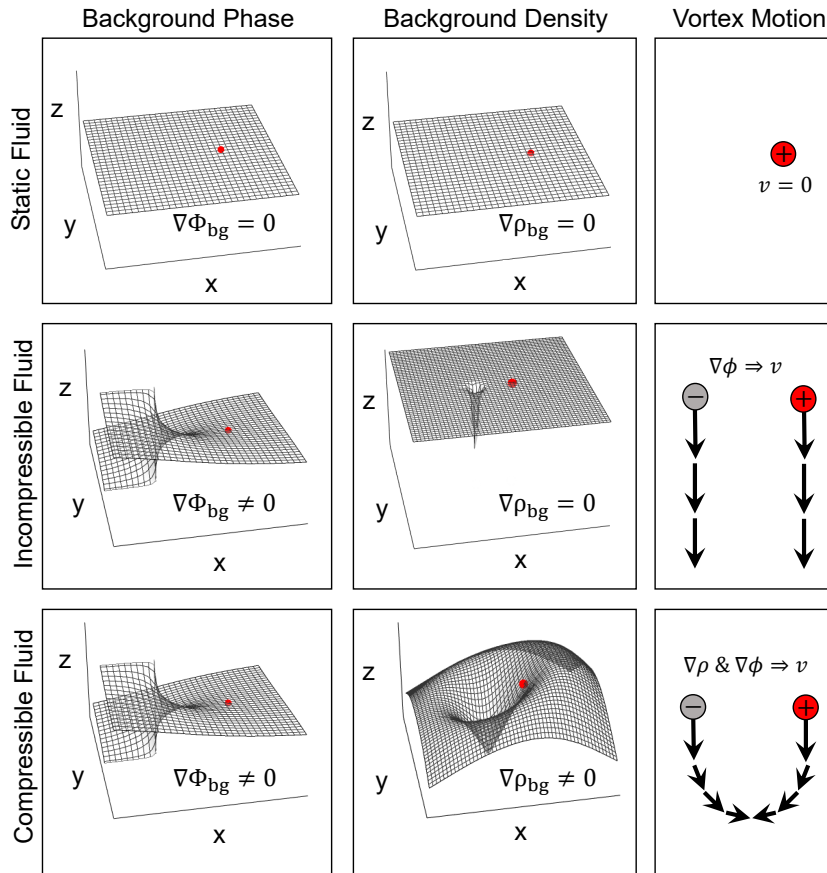 Background Phase
Background Density
Vortex Motion
Static Fluid
z
y
x
∇Φbg = 0
z
y
x
∇ρbg = 0
+
v = 0
Incompressible Fluid
z
y
x
∇Φbg ≠ 0
z
y
x
∇ρbg = 0
∇ϕ ⇒ v
− +
Compressible Fluid
z
y
x
∇Φbg ≠ 0
z
y
x
∇ρbg ≠ 0
∇ρ & ∇ϕ ⇒ v
− +